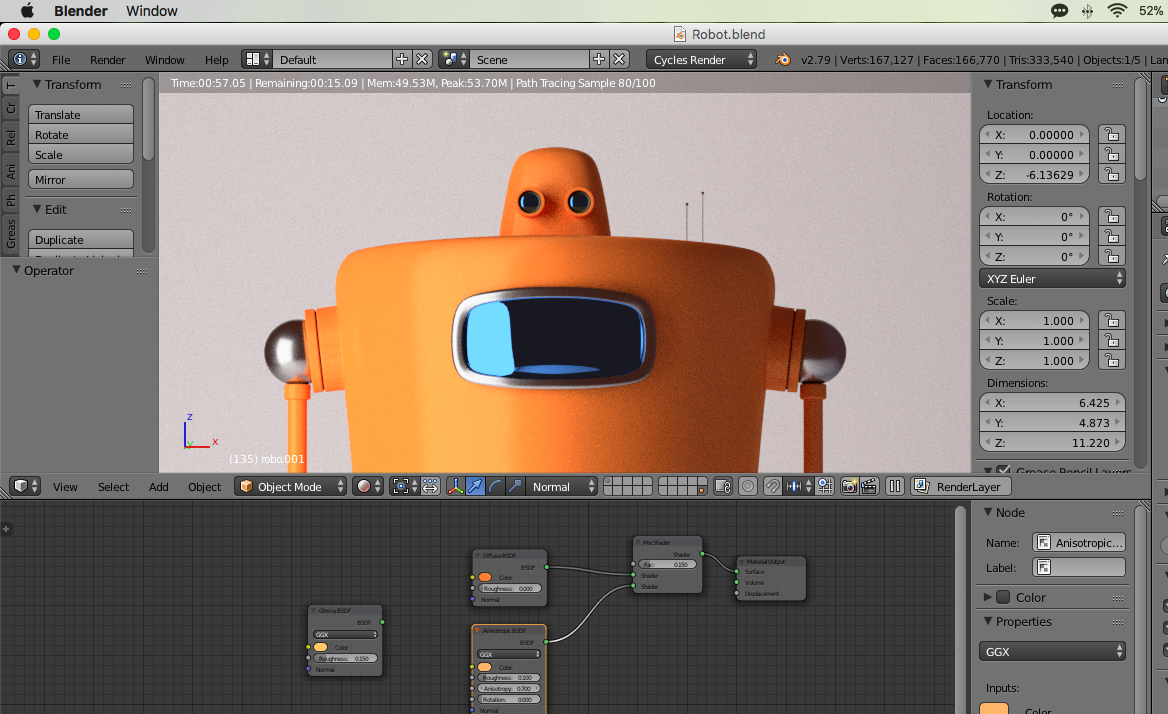 Blender Window 52%
Robot.blend
File Render Window Help Default Scene Cycles Render v2.79 | Verts:167,127 | Faces:166,770 | Tris:333,540 | Objects:1/5 | Lam
Time:00:57.05 | Remaining:00:15.09 | Mem:49.53M, Peak:53.70M | Path Tracing Sample 80/100
T
Cr
Rel
Ani
Ph
Greas
Transform
Translate
Rotate
Scale
Mirror
Edit
Duplicate
Operator
z
x
y
(135) robo.001
Transform
Location:
X: 0.00000
Y: 0.00000
Z: -6.13629
Rotation:
X: 0°
Y: 0°
Z: 0°
XYZ Euler
Scale:
X: 1.000
Y: 1.000
Z: 1.000
Dimensions:
X: 6.425
Y: 4.873
Z: 11.220
Grease Pencil Layers
View Select Add Object Object Mode Normal RenderLayer
Glossy BSDF
BSDF
GGX
Color
Roughness: 0.150
Normal
Diffuse BSDF
BSDF
Color
Roughness: 0.000
Normal
Anisotropic BSDF
BSDF
GGX
Color
Roughness: 0.100
Anisotropy: 0.700
Rotation: 0.000
Normal
Mix Shader
Shader
Fac: 0.150
Shader
Shader
Material Output
Surface
Volume
Displacement
Node
Name: Anisotropic...
Label:
Color
Properties
GGX
Inputs:
Color